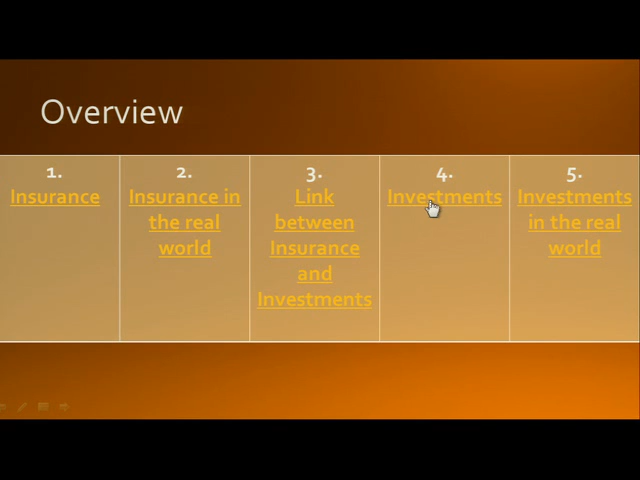 Overview
1.
Insurance
2.
Insurance in
the real
world
3.
Link
between
Insurance
and
Investments
4.
Investments
5.
Investments
in the real
world